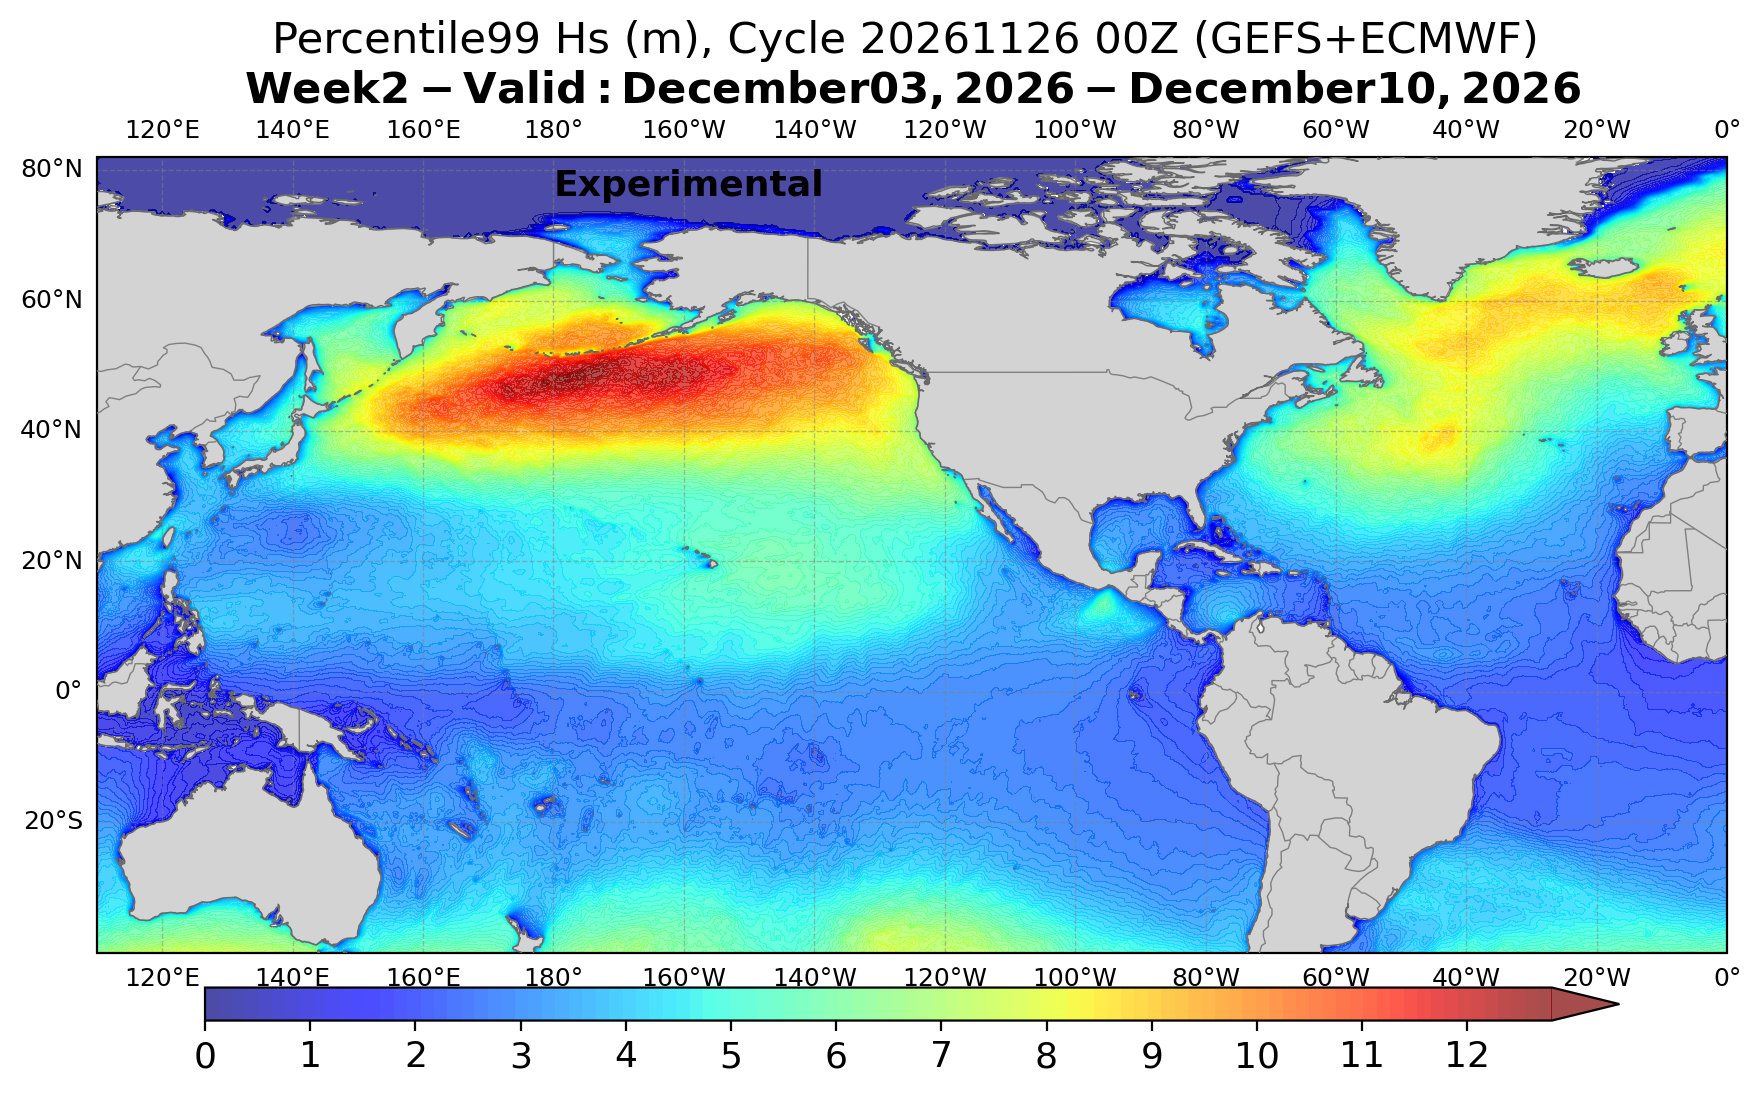 Percentile99 Hs (m), Cycle 20261126 00Z (GEFS+ECMWF)
Week2 − Valid : December03, 2026 − December10, 2026
120°E 140°E 160°E 180° 160°W 140°W 120°W 100°W 80°W 60°W 40°W 20°W 0°
80°N
Experimental
60°N
40°N
20°N
0°
20°S
120°E 140°E 160°E 180° 160°W 140°W 120°W 100°W 80°W 60°W 40°W 20°W 0°
0 1 2 3 4 5 6 7 8 9 10 11 12